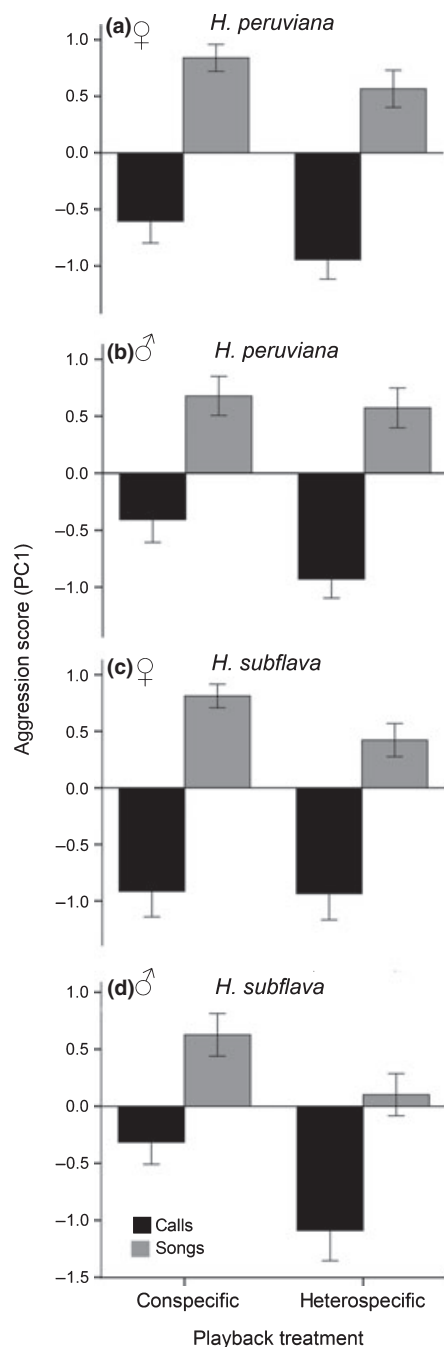 (a) ♀ H. peruviana
1.0
0.5
0.0
–0.5
–1.0
(b) ♂ H. peruviana
1.0
0.5
0.0
–0.5
–1.0
(c) ♀ H. subflava
1.0
0.5
0.0
–0.5
–1.0
(d) ♂ H. subflava
1.0
0.5
0.0
–0.5
–1.0
–1.5
Aggression score (PC1)
Calls
Songs
Conspecific Heterospecific
Playback treatment